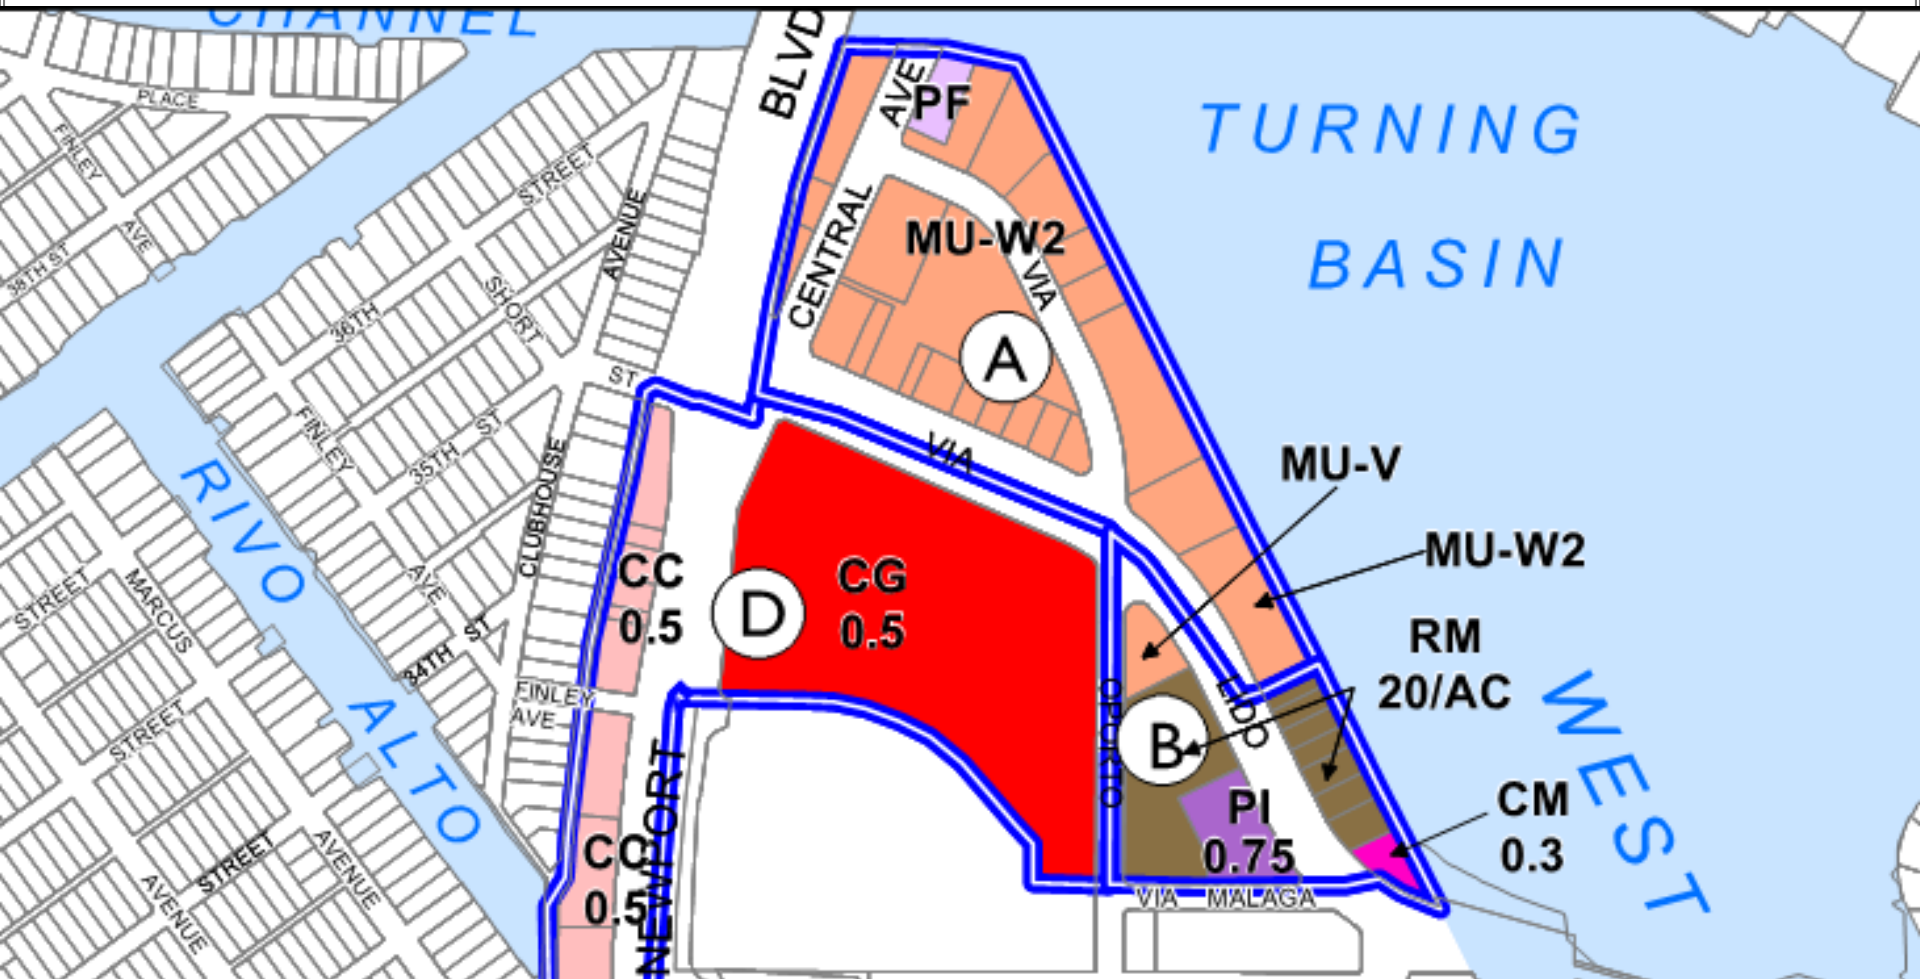 CHANNEL
BLVD
PLACE
FINLEY
AVE
PF
TURNING
STREET
AVE
38TH ST
AVENUE
CENTRAL
MU-W2
VIA
BASIN
SHORT
36TH
A
ST
FINLEY
35TH ST
VIA
MU-V
CLUBHOUSE
RIVO
CC
0.5
CG
0.5
D
MU-W2
AVE
STREET
MARCUS
ST
34TH
RM
20/AC
FINLEY
AVE
OPORTO
LIDO
B
WEST
ALTO
STREET
NEWPORT
PI
0.75
CM
0.3
CC
0.5
STREET
AVENUE
AVENUE
VIA MALAGA